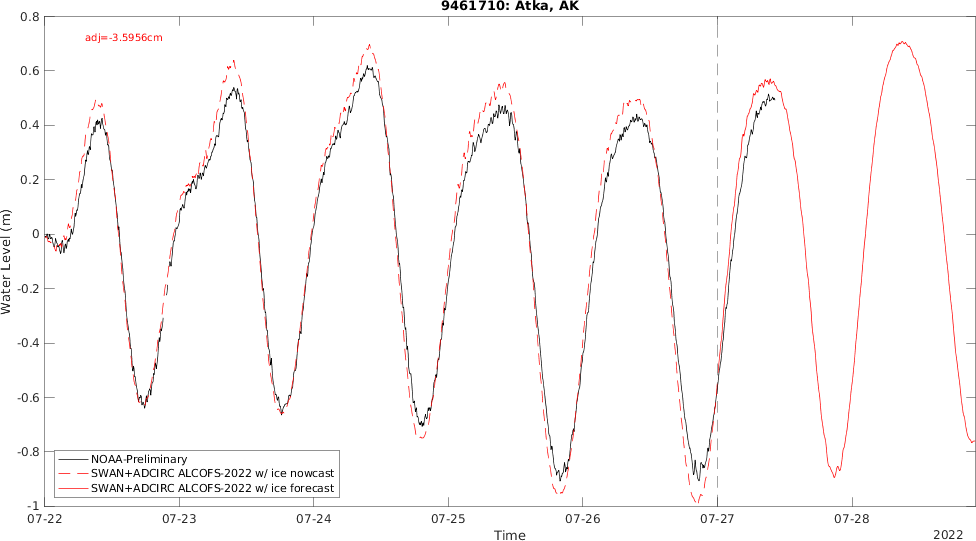 9461710: Atka, AK
adj=-3.5956cm
0.8
0.6
0.4
0.2
0
-0.2
-0.4
-0.6
-0.8
-1
Water Level (m)
NOAA-Preliminary
SWAN+ADCIRC ALCOFS-2022 w/ ice nowcast
SWAN+ADCIRC ALCOFS-2022 w/ ice forecast
07-22 07-23 07-24 07-25 07-26 07-27 07-28
Time
2022